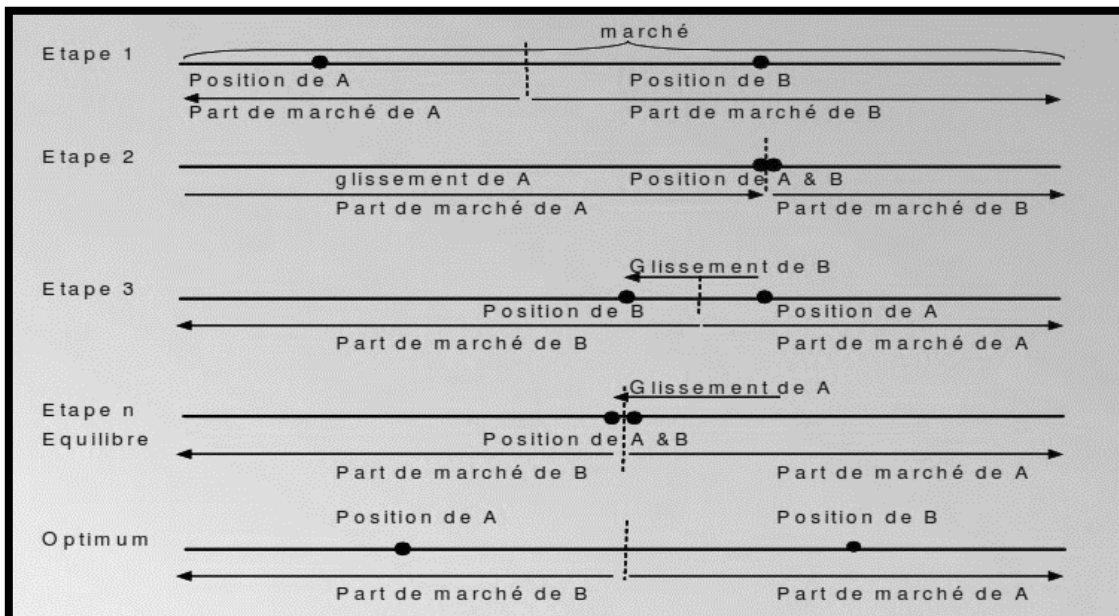 marché
Etape 1
Position de A Position de B
Part de marché de A Part de marché de B
Etape 2
glissement de A Position de A & B
Part de marché de A Part de marché de B
Glissement de B
Etape 3
Position de B Position de A
Part de marché de B Part de marché de A
Glissement de A
Etape n
Equilibre Position de A &B
Part de marché de B Part de marché de A
Position de A Position de B
Optimum
Part de marché de B Part de marché de A